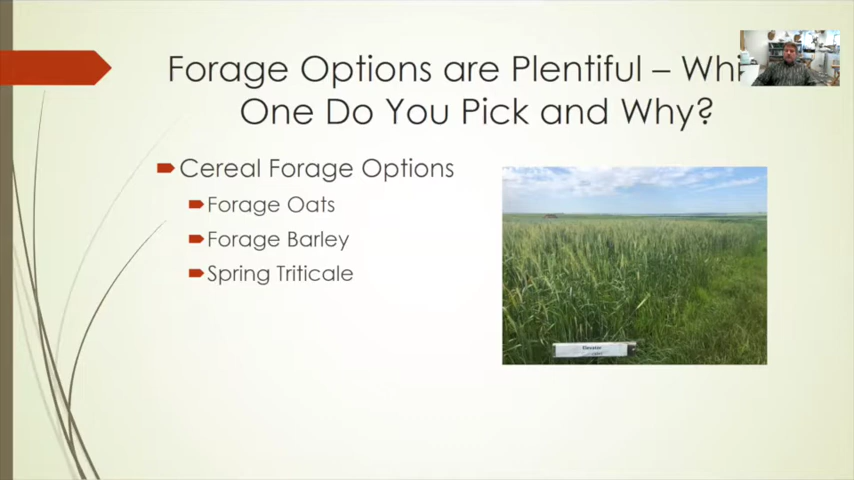 Forage Options are Plentiful – Whi
One Do You Pick and Why?
Cereal Forage Options
Forage Oats
Forage Barley
Spring Triticale